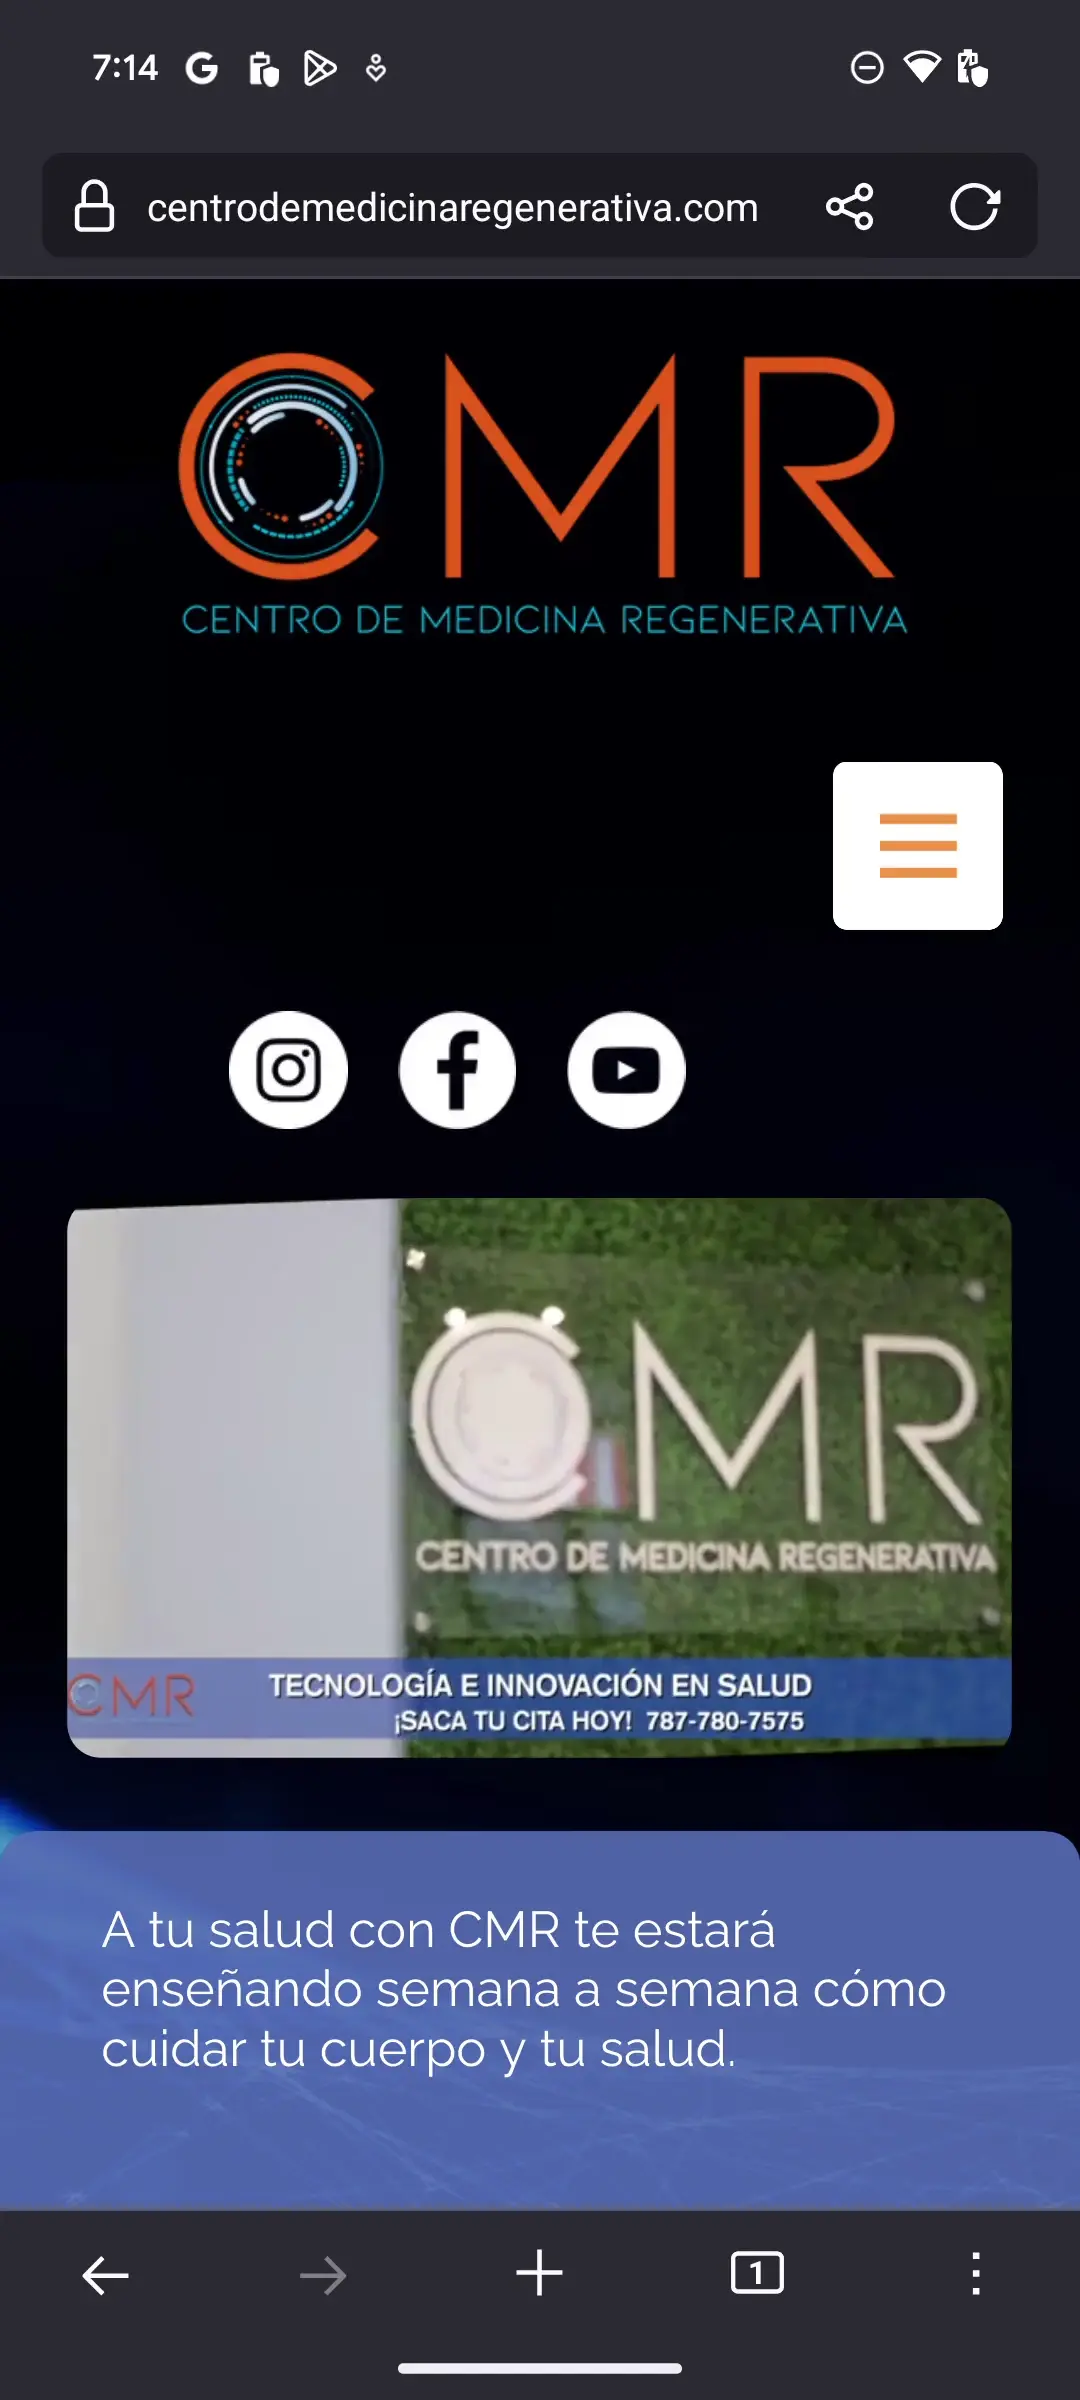 7:14
centrodemedicinaregenerativa.com
CMR
CENTRO DE MEDICINA REGENERATIVA
CMR
CENTRO DE MEDICINA REGENERATIVA
CMR
TECNOLOGÍA E INNOVACIÓN EN SALUD
¡SACA TU CITA HOY! 787-780-7575
A tu salud con CMR te estará
enseñando semana a semana cómo
cuidar tu cuerpo y tu salud.
1